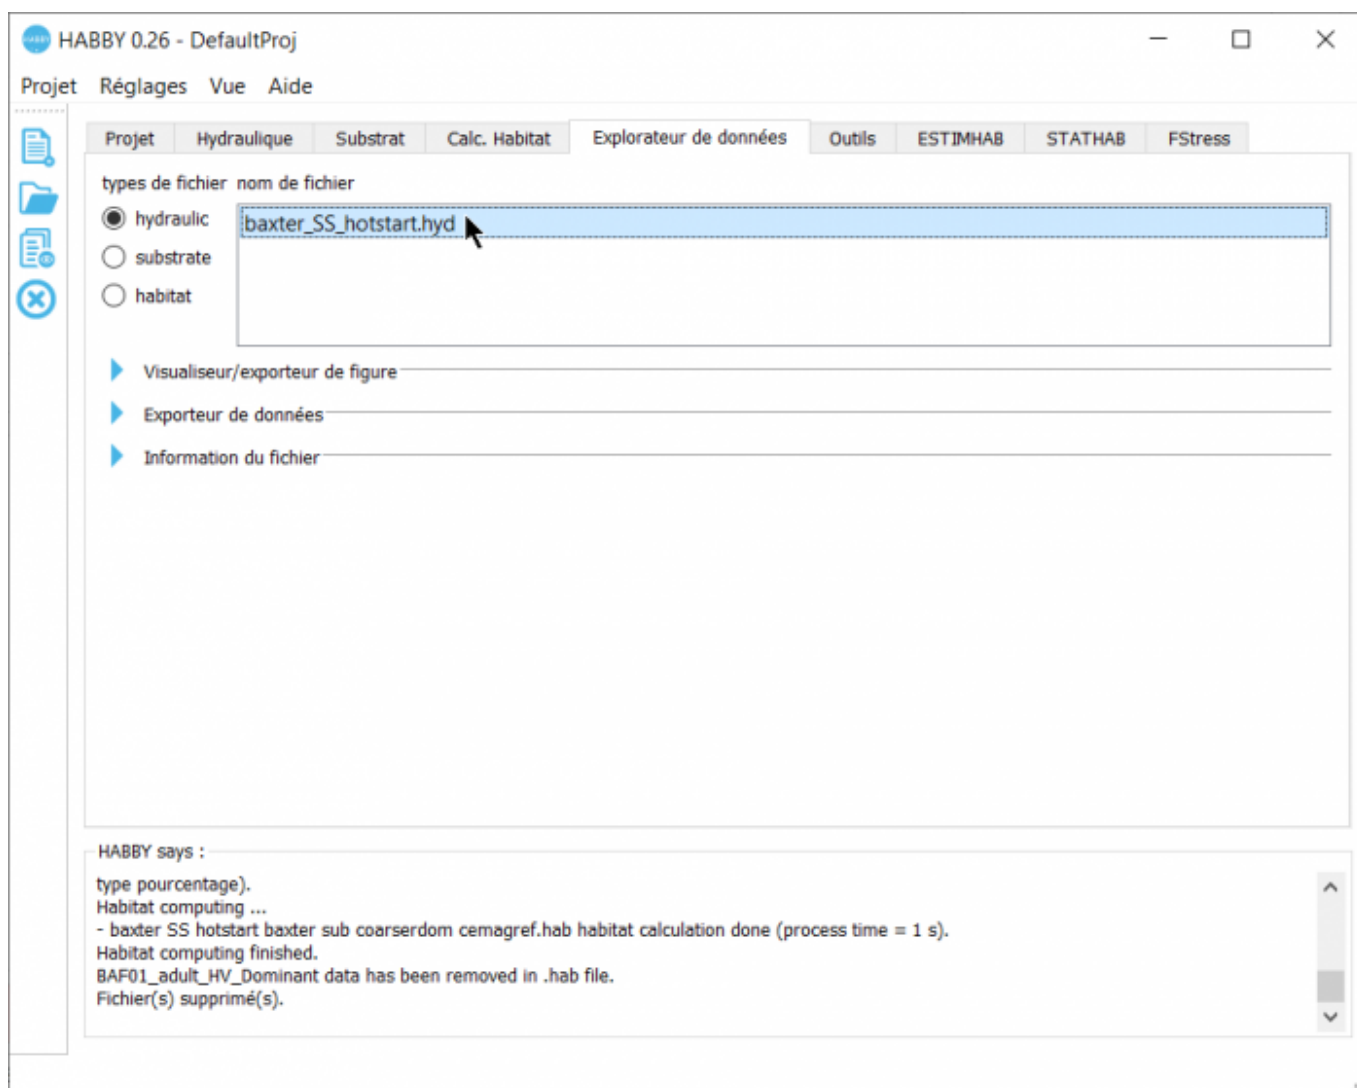 HABBY 0.26 - DefaultProj
Projet Réglages Vue Aide
Projet Hydraulique Substrat Calc. Habitat Explorateur de données Outils ESTIMHAB STATHAB FStress
types de fichier nom de fichier
hydraulic baxter_SS_hotstart.hyd
substrate
habitat
Visualiseur/exporteur de figure
Exporteur de données
Information du fichier
HABBY says :
type pourcentage).
Habitat computing ...
- baxter SS hotstart baxter sub coarserdom cemagref.hab habitat calculation done (process time = 1 s).
Habitat computing finished.
BAF01_adult_HV_Dominant data has been removed in .hab file.
Fichier(s) supprimé(s).